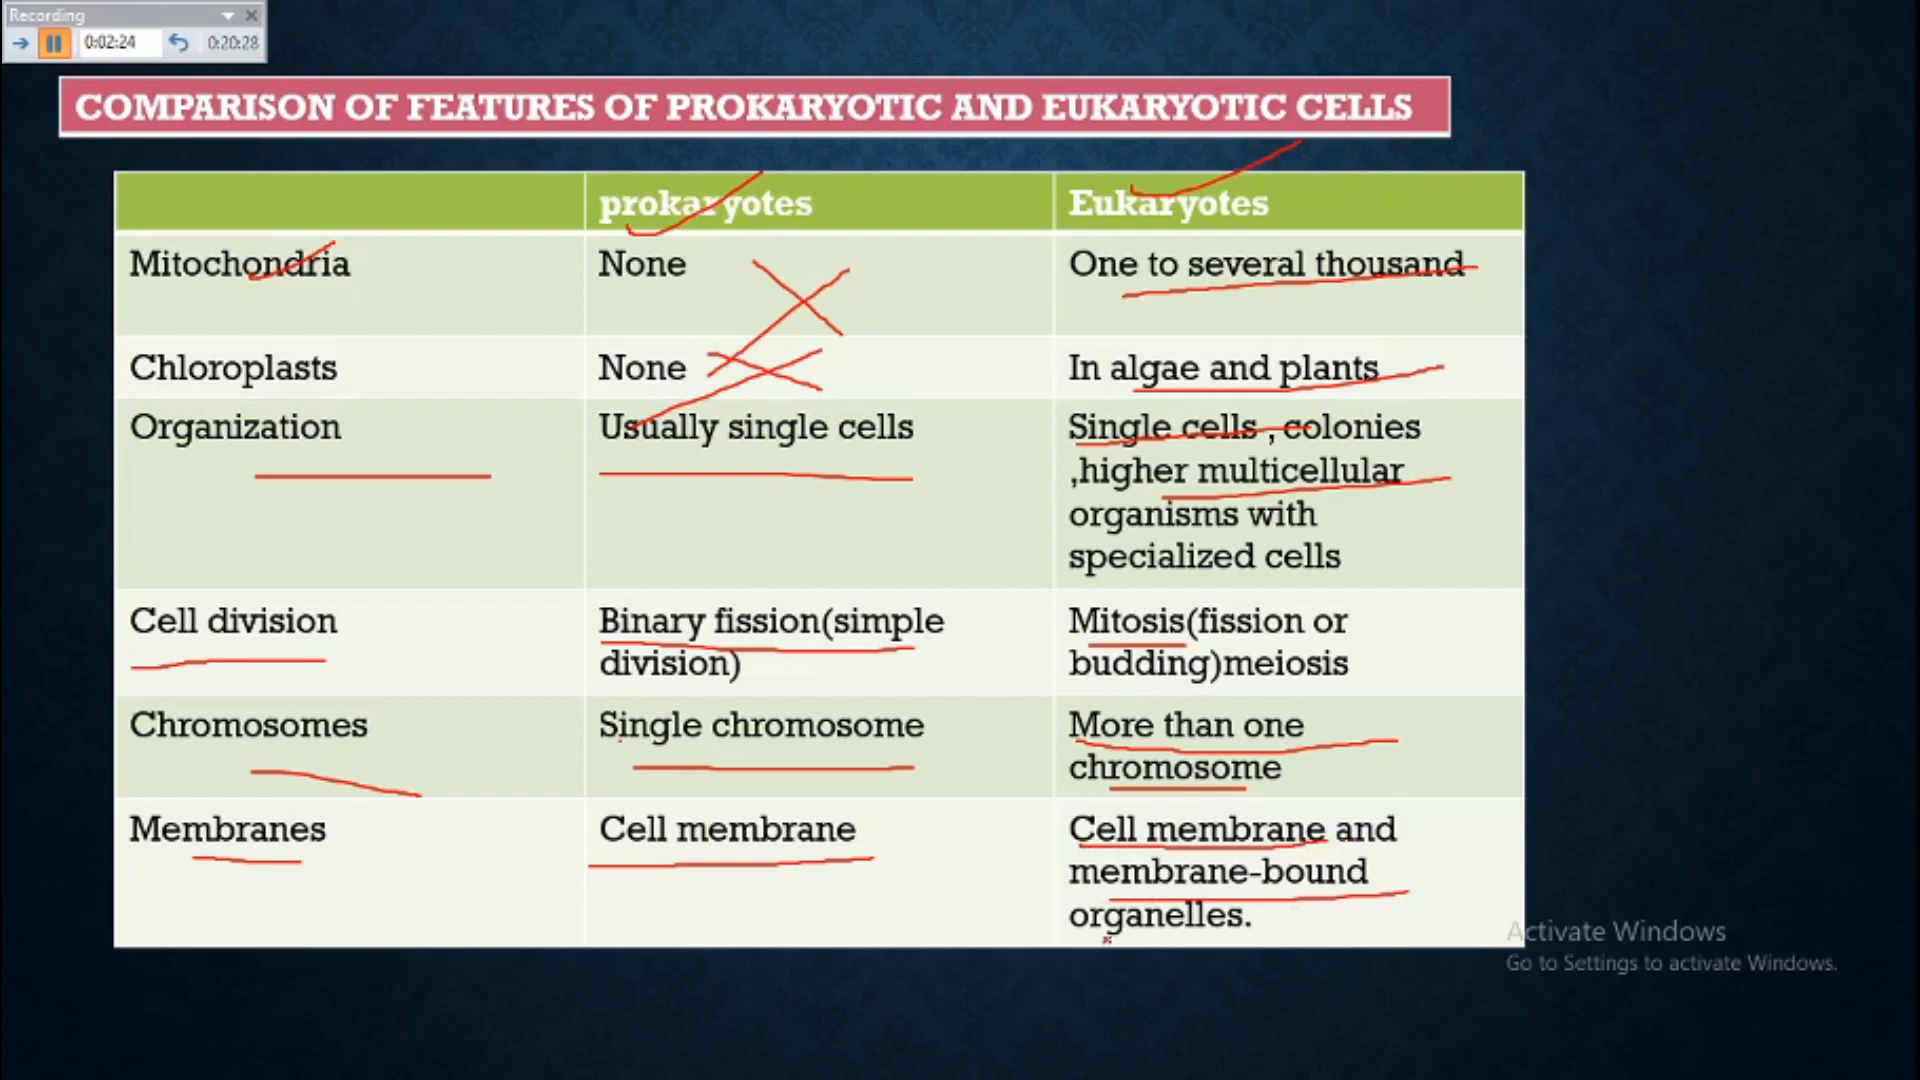 Recording
0:02:24 0:20:28
COMPARISON OF FEATURES OF PROKARYOTIC AND EUKARYOTIC CELLS
prokaryotes Eukaryotes
Mitochondria None One to several thousand
Chloroplasts None In algae and plants
Organization Usually single cells Single cells , colonies
,higher multicellular
organisms with
specialized cells
Cell division Binary fission(simple Mitosis(fission or
division) budding)meiosis
Chromosomes Single chromosome More than one
chromosome
Membranes Cell membrane Cell membrane and
membrane-bound
organelles.
Activate Windows
Go to Settings to activate Windows.